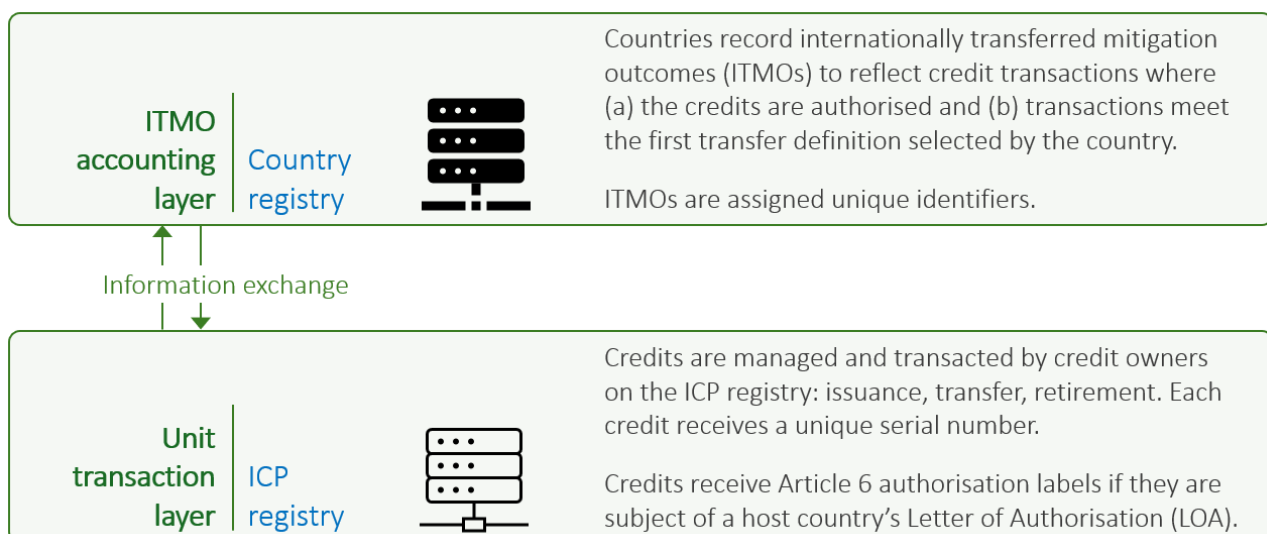 Countries record internationally transferred mitigation
outcomes (ITMOs) to reflect credit transactions where
(a) the credits are authorised and (b) transactions meet
the first transfer definition selected by the country.
ITMOs are assigned unique identifiers.
ITMO
accounting
layer
Country
registry
Information exchange
Credits are managed and transacted by credit owners
on the ICP registry: issuance, transfer, retirement. Each
credit receives a unique serial number.
Credits receive Article 6 authorisation labels if they are
subject of a host country’s Letter of Authorisation (LOA).
Unit
transaction
layer
ICP
registry